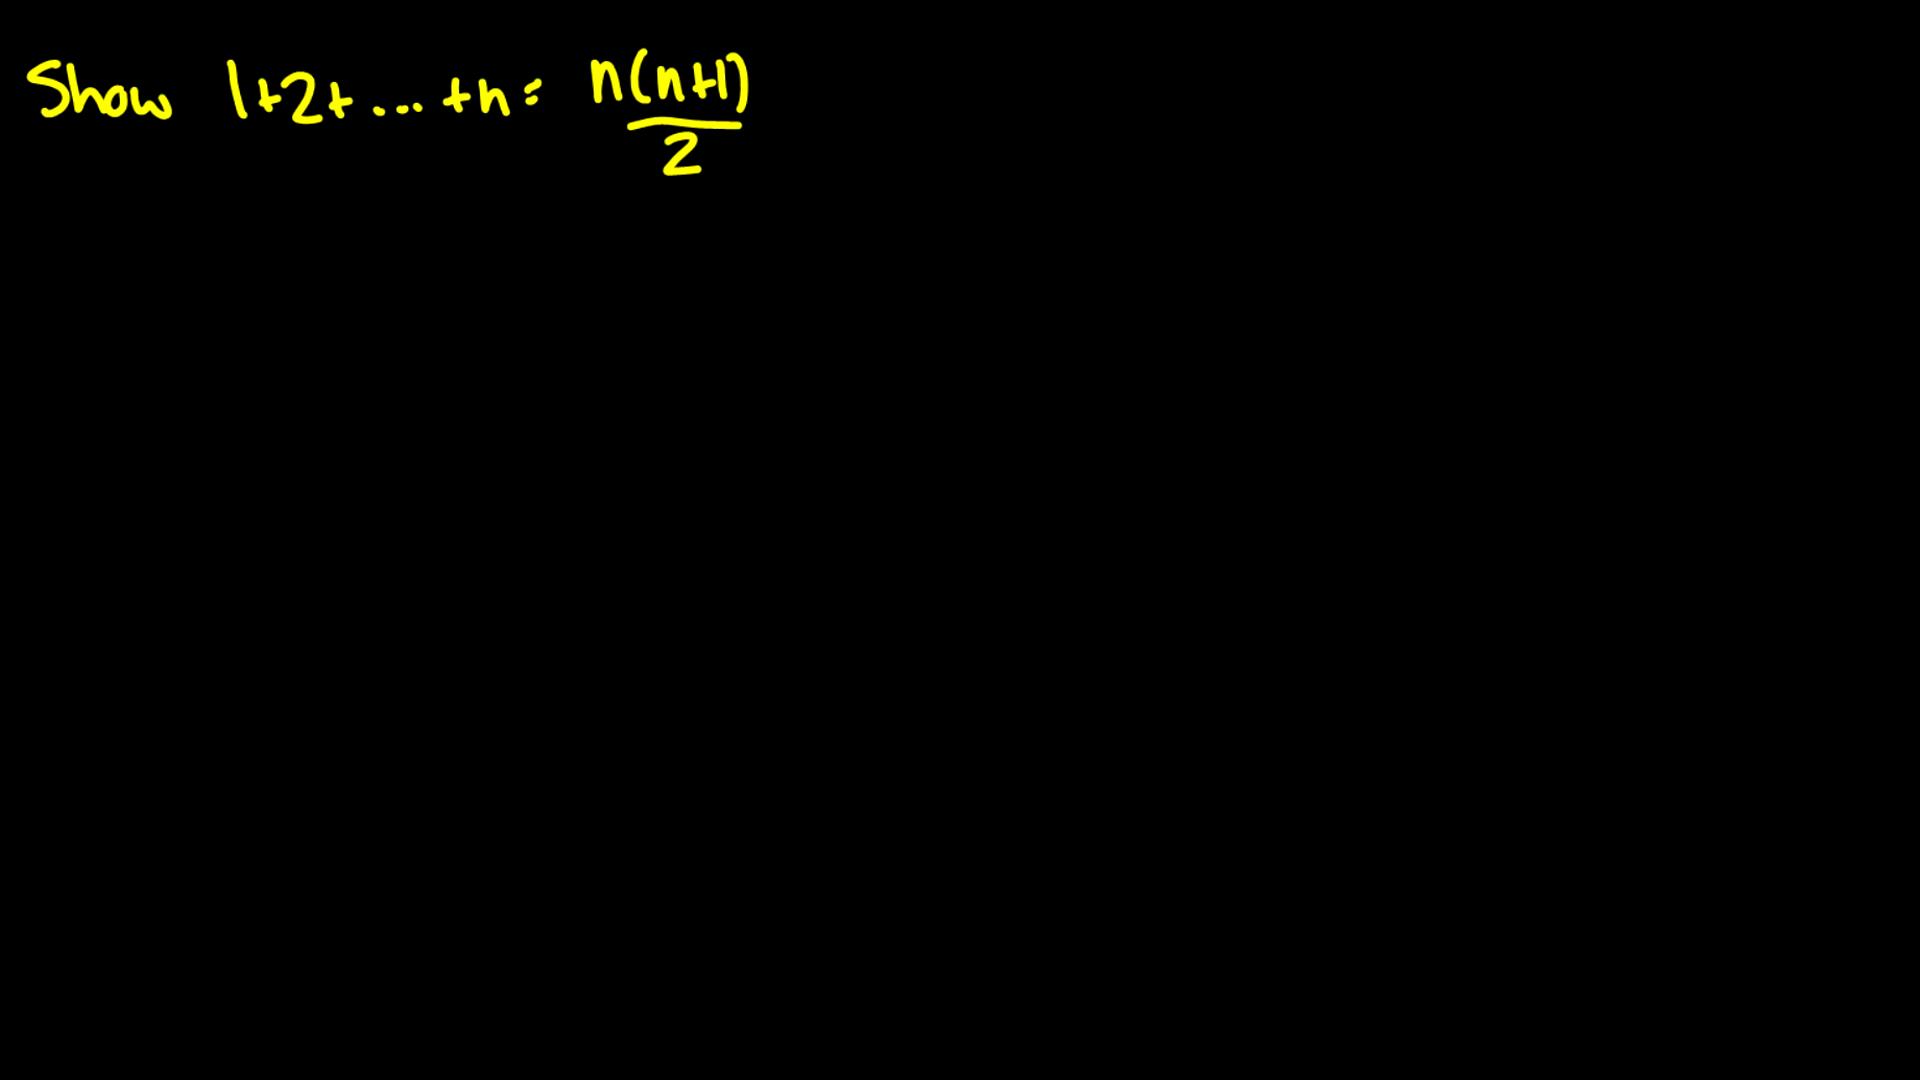 Show 1+2+...+n = n(n+1)/2